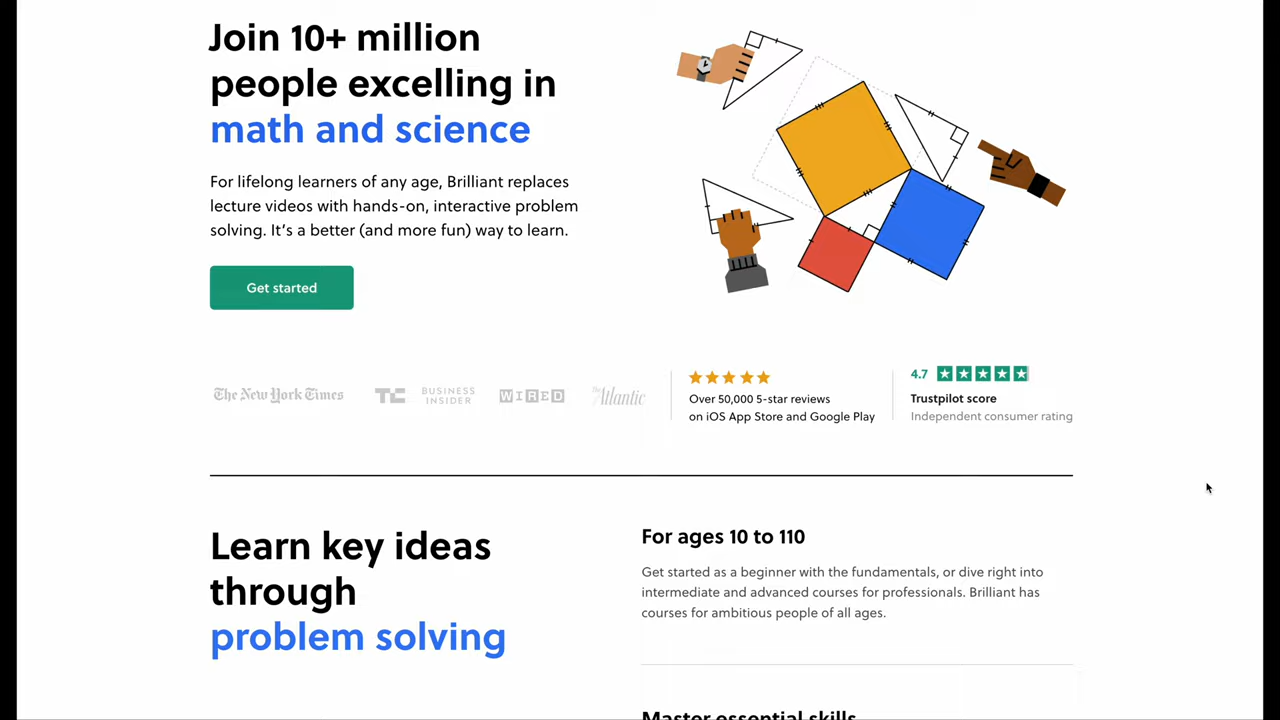 Join 10+ million
people excelling in
math and science
For lifelong learners of any age, Brilliant replaces
lecture videos with hands-on, interactive problem
solving. It’s a better (and more fun) way to learn.
Get started
The New York Times
TC
BUSINESS
INSIDER
WIRED
The Atlantic
Over 50,000 5-star reviews
on iOS App Store and Google Play
4.7
Trustpilot score
Independent consumer rating
Learn key ideas
through
problem solving
For ages 10 to 110
Get started as a beginner with the fundamentals, or dive right into
intermediate and advanced courses for professionals. Brilliant has
courses for ambitious people of all ages.
Master essential skills